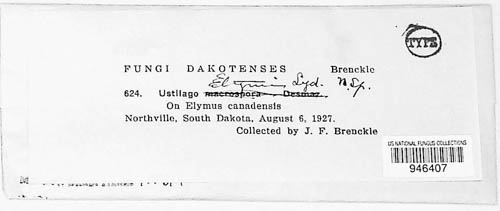 TYPE
FUNGI DAKOTENSES Brenckle
Elymis Syd. n. Sp.
624. Ustilago macrospora Desmaz.
On Elymus canadensis
Northville, South Dakota, August 6, 1927.
Collected by J. F. Brenckle
US NATIONAL FUNGUS COLLECTIONS
946407